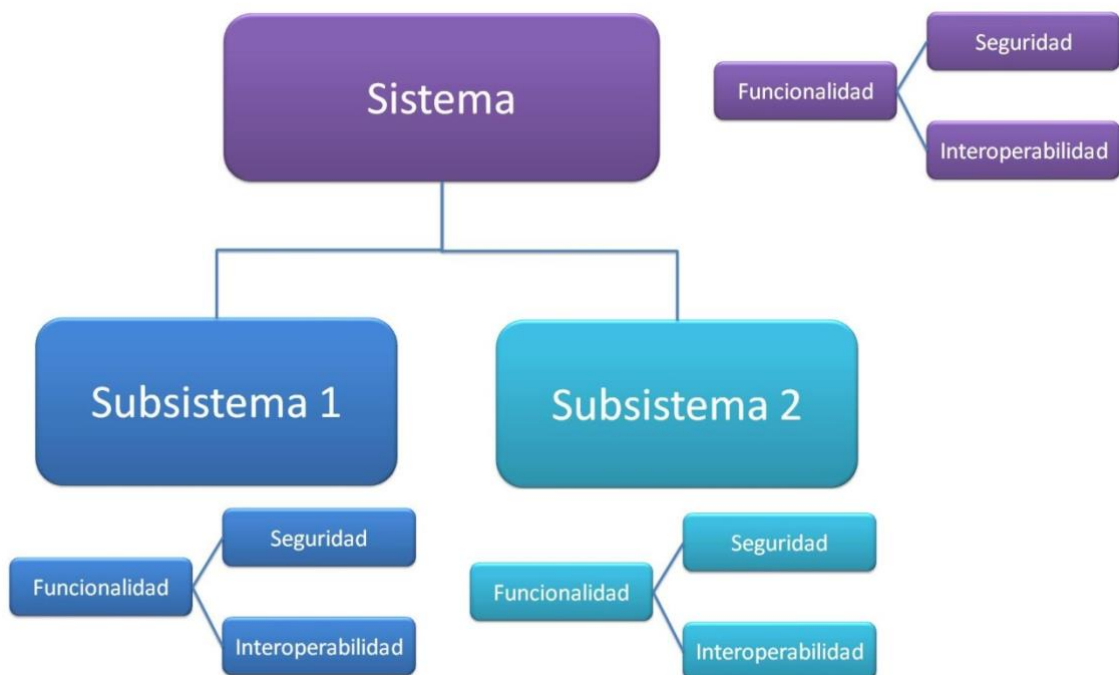 Sistema
Funcionalidad
Seguridad
Interoperabilidad
Subsistema 1
Subsistema 2
Funcionalidad
Seguridad
Interoperabilidad
Funcionalidad
Seguridad
Interoperabilidad